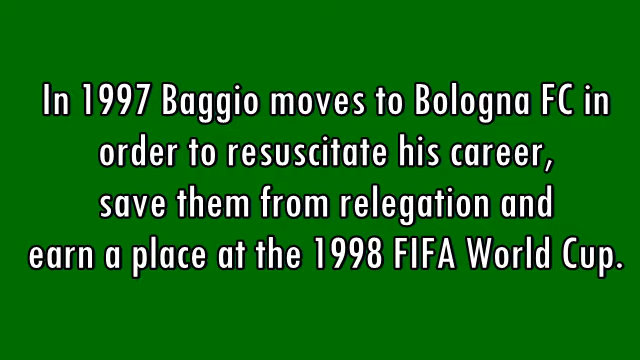 In 1997 Baggio moves to Bologna FC in
order to resuscitate his career,
save them from relegation and
earn a place at the 1998 FIFA World Cup.